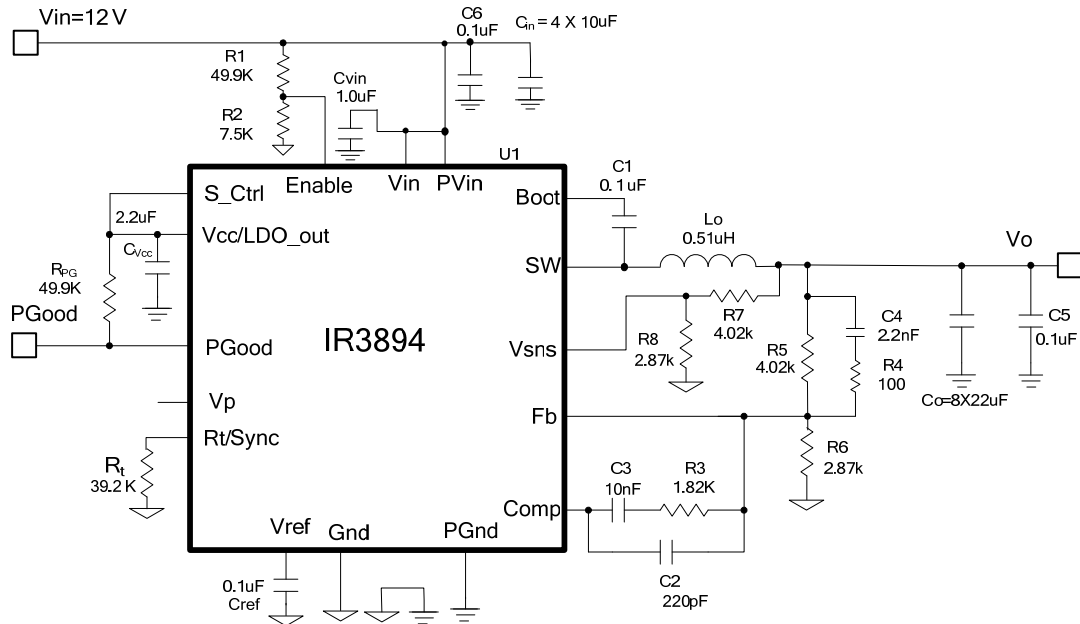 Vin=12 V
C6
0.1uF
Cin = 4 X 10uF
R1
49.9K
Cvin
1.0uF
R2
7.5K
U1
Enable
Vin
PVin
S_Ctrl
Boot
C1
0.1uF
2.2uF
Vcc/LDO_out
CVcc
Lo
0.51uH
Vo
SW
RPG
49.9K
PGood
PGood
IR3894
Vsns
R8
2.87k
R7
4.02k
R5
4.02k
C4
2.2nF
R4
100
C5
0.1uF
Co=8X22uF
Vp
Fb
Rt/Sync
Rt
39.2 K
R6
2.87k
C3
10nF
R3
1.82K
Comp
Vref
Gnd
PGnd
0.1uF
Cref
C2
220pF